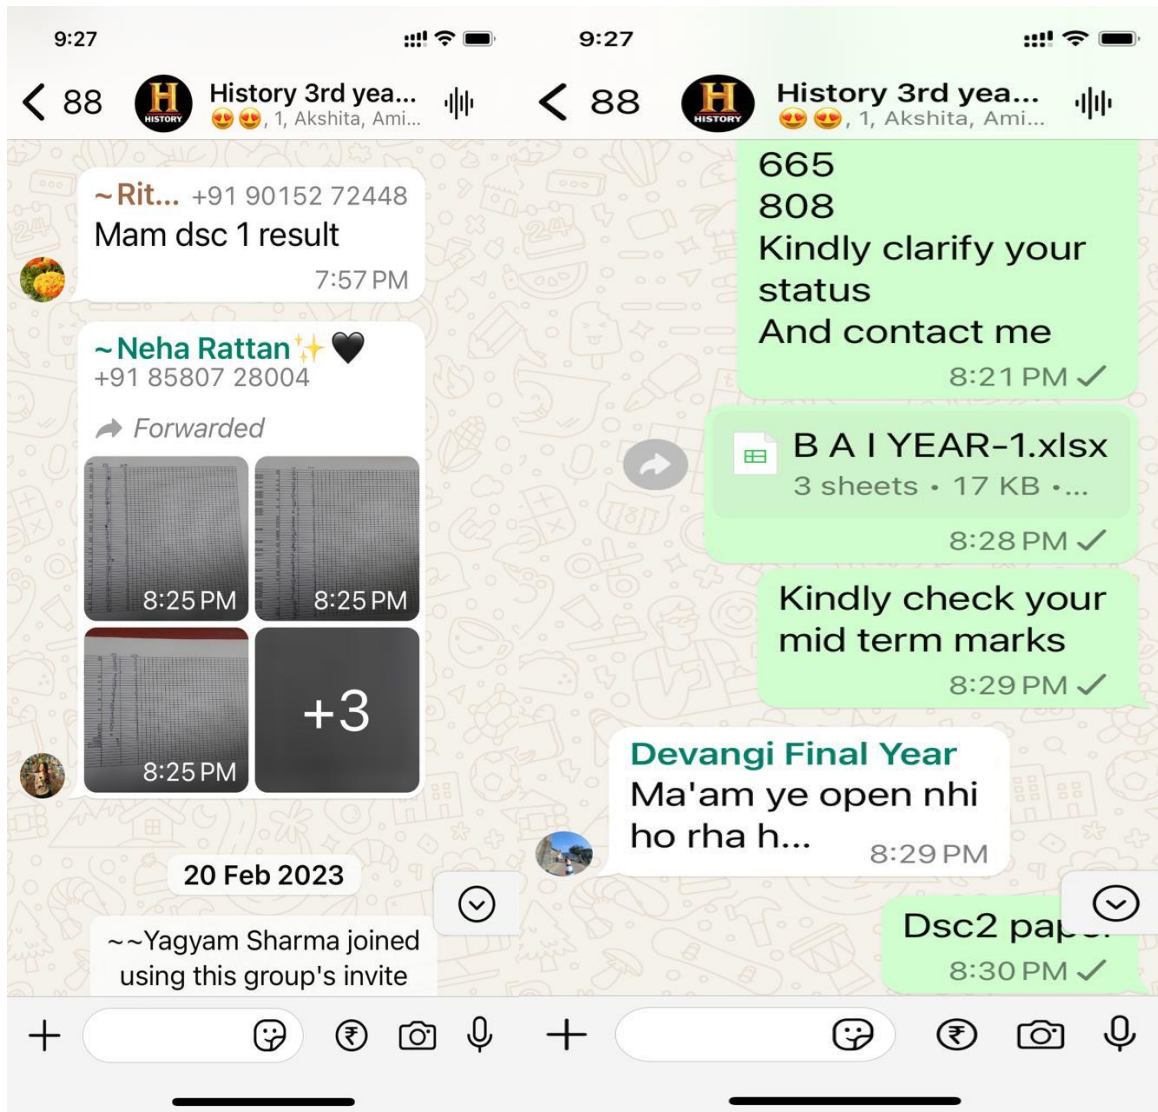 9:27
88
HISTORY
History 3rd yea...
😍😍, 1, Akshita, Ami...
~Rit... +91 90152 72448
Mam dsc 1 result
7:57 PM
~Neha Rattan✨🖤
+91 85807 28004
Forwarded
8:25 PM
8:25 PM
8:25 PM
+3
20 Feb 2023
~~Yagyam Sharma joined
using this group's invite
9:27
88
HISTORY
History 3rd yea...
😍😍, 1, Akshita, Ami...
665
808
Kindly clarify your
status
And contact me
8:21 PM
B A I YEAR-1.xlsx
3 sheets • 17 KB •...
8:28 PM
Kindly check your
mid term marks
8:29 PM
Devangi Final Year
Ma'am ye open nhi
ho rha h...
8:29 PM
Dsc2 paper
8:30 PM